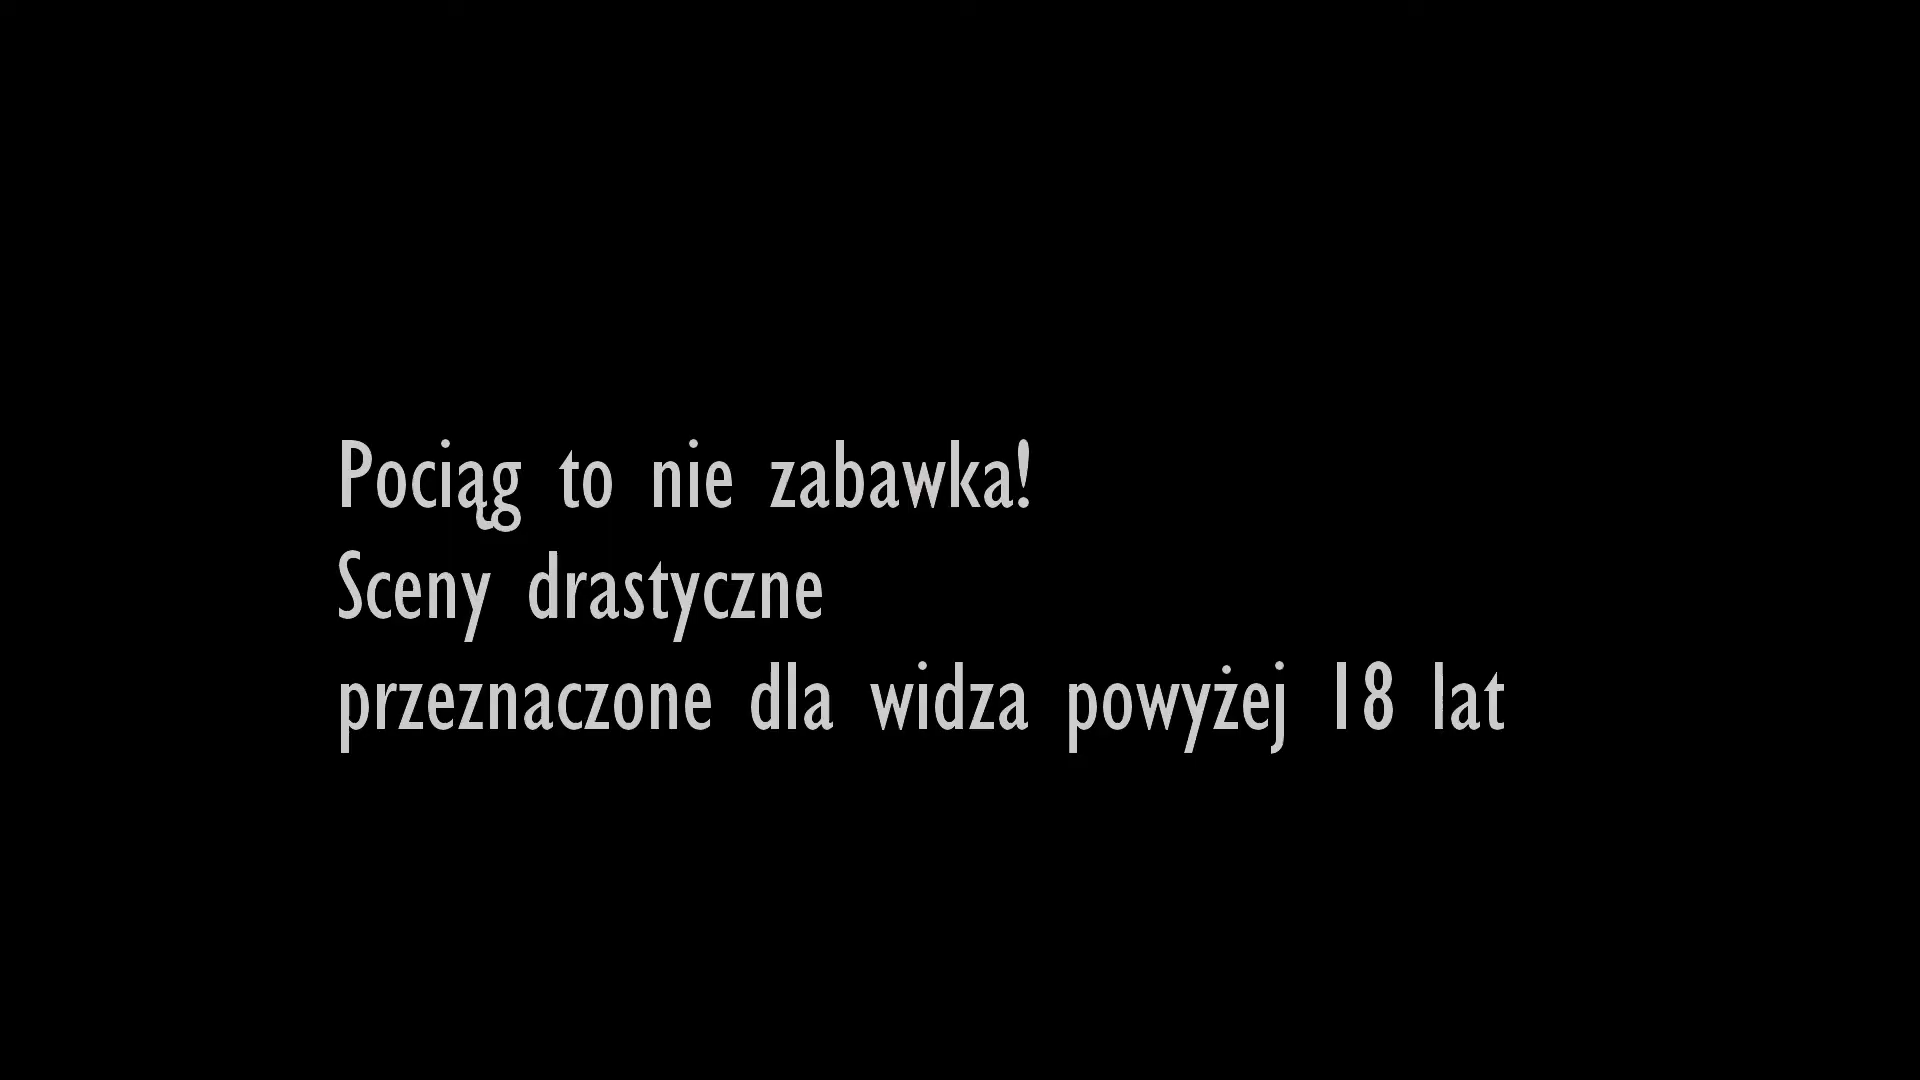 Pociąg to nie zabawka!
Sceny drastyczne
przeznaczone dla widza powyżej 18 lat